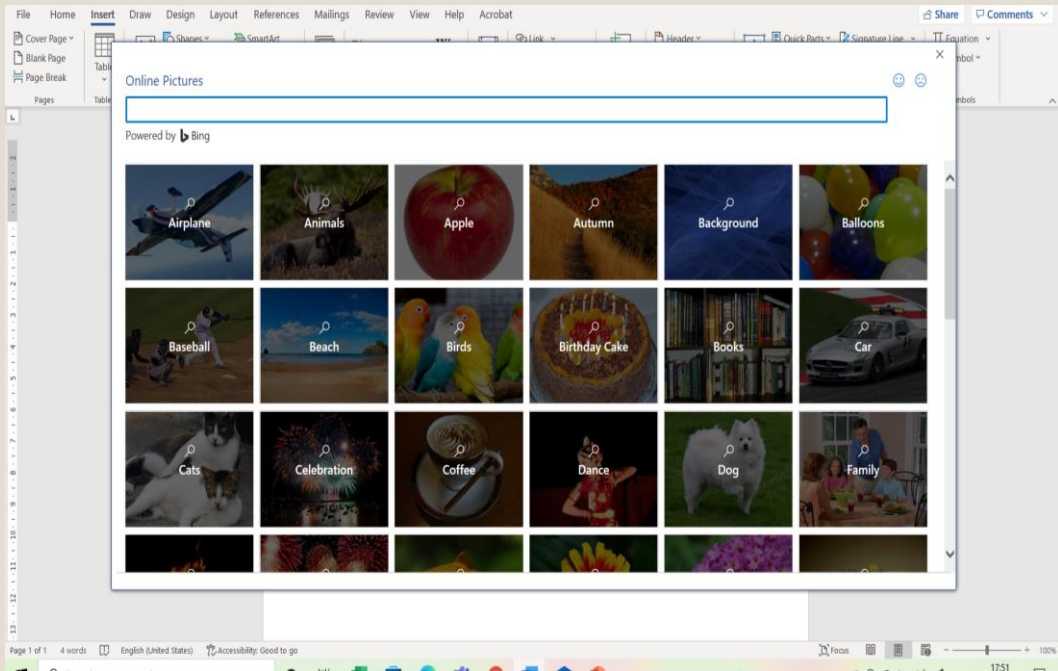 File Home Insert Draw Design Layout References Mailings Review View Help Acrobat Share Comments
Cover Page Shapes SmartArt Link Header Quick Parts Signature Line Equation
Blank Page
Page Break
Pages
Online Pictures
Powered by Bing
Airplane Animals Apple Autumn Background Balloons
Baseball Beach Birds Birthday Cake Books Car
Cats Celebration Coffee Dance Dog Family
Page 1 of 1 4 words English (United States) Accessibility: Good to go Focus 100%
17:51